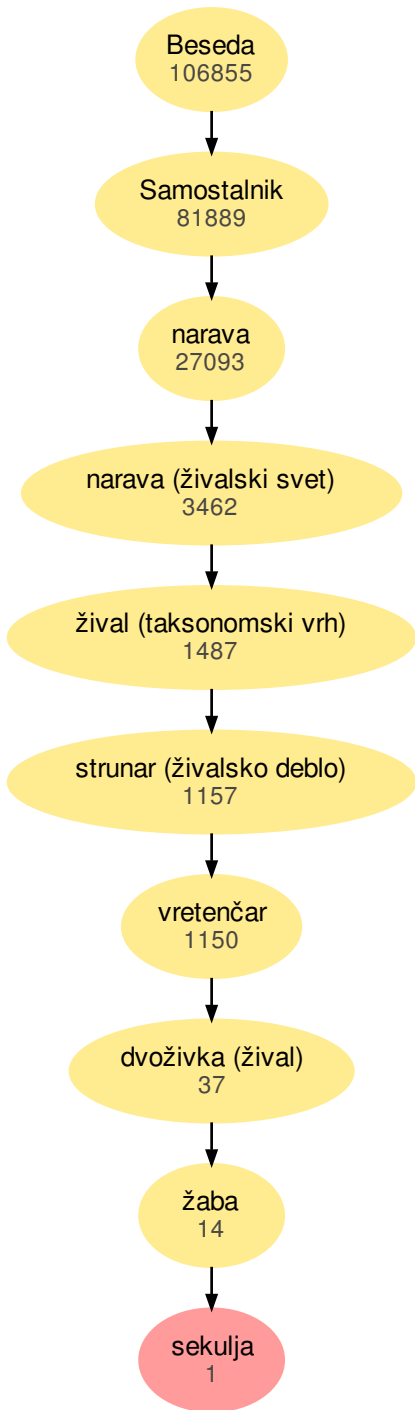 Beseda
106855
Samostalnik
81889
narava
27093
narava (živalski svet)
3462
žival (taksonomski vrh)
1487
strunar (živalsko deblo)
1157
vretenčar
1150
dvoživka (žival)
37
žaba
14
sekulja
1